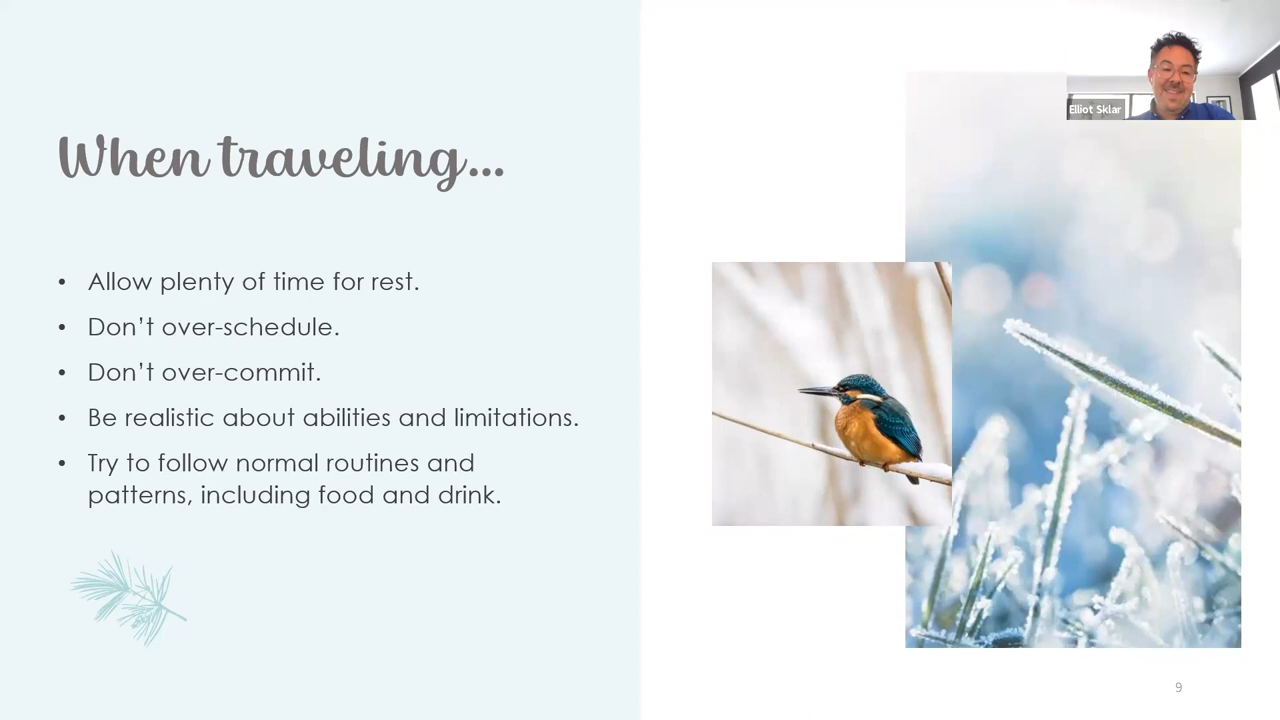 Elliot Sklar
When traveling...
• Allow plenty of time for rest.
• Don’t over-schedule.
• Don’t over-commit.
• Be realistic about abilities and limitations.
• Try to follow normal routines and
patterns, including food and drink.
9